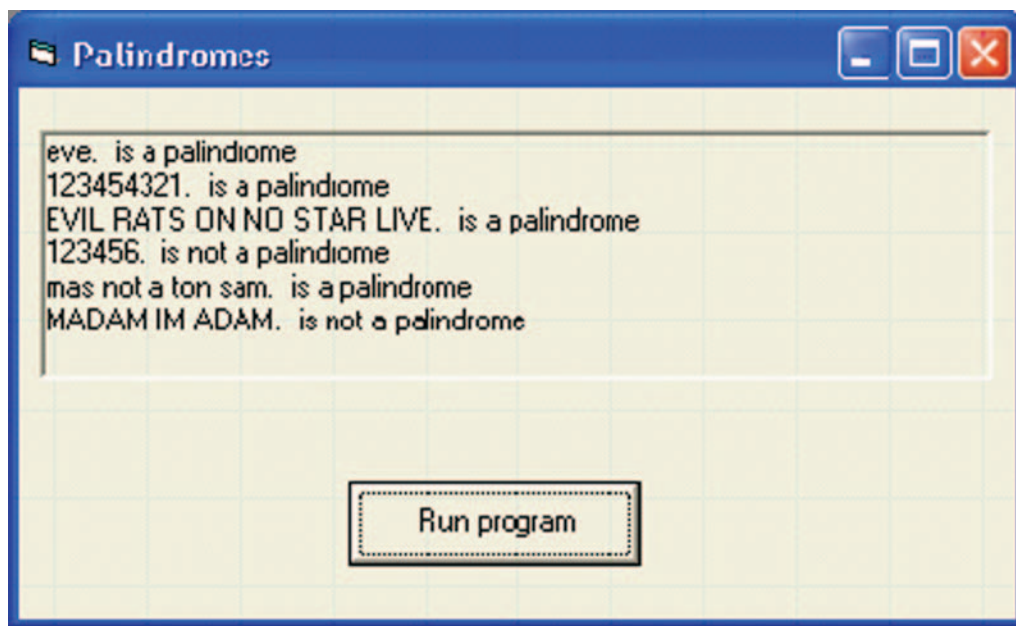 Palindromes
eve.  is a palindrome
123454321.  is a palindrome
EVIL RATS ON NO STAR LIVE.  is a palindrome
123456.  is not a palindrome
mas not a ton sam.  is a palindrome
MADAM IM ADAM.  is not a palindrome
Run program